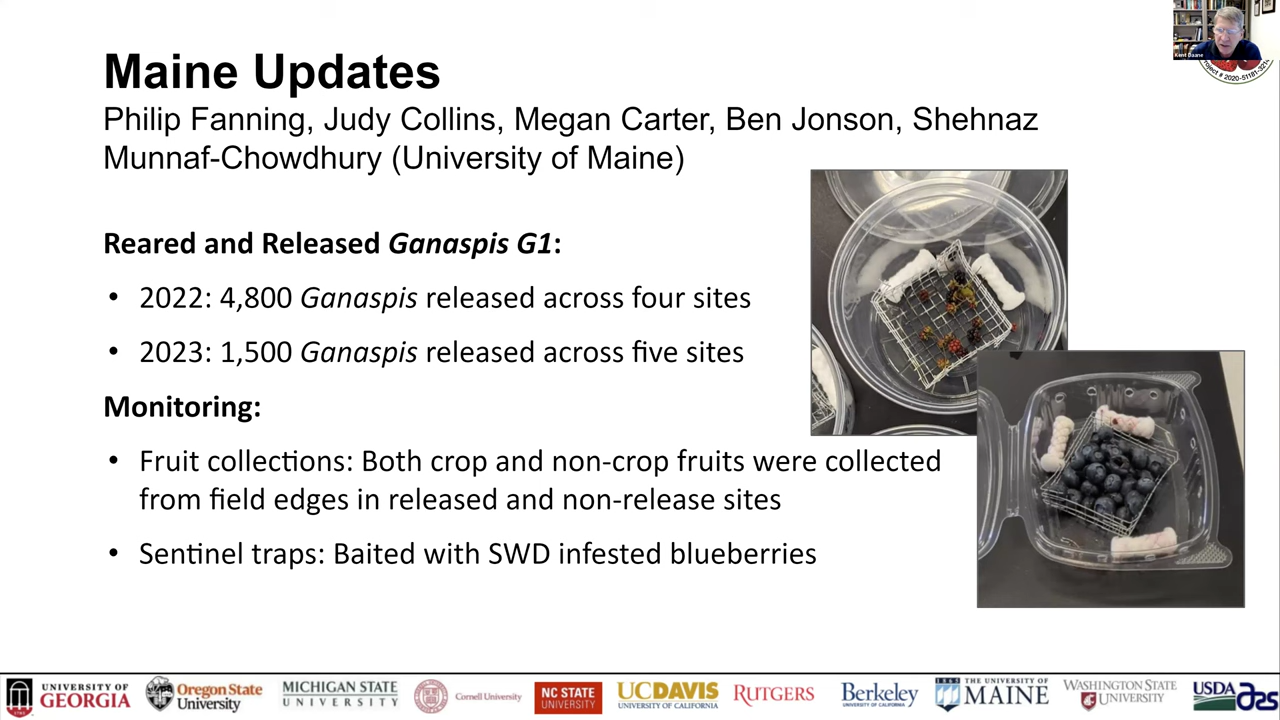 Maine Updates
Philip Fanning, Judy Collins, Megan Carter, Ben Jonson, Shehnaz
Munnaf-Chowdhury (University of Maine)
Kent Daane
Reared and Released Ganaspis G1:
• 2022: 4,800 Ganaspis released across four sites
• 2023: 1,500 Ganaspis released across five sites
Monitoring:
• Fruit collections: Both crop and non-crop fruits were collected
from field edges in released and non-release sites
• Sentinel traps: Baited with SWD infested blueberries
UNIVERSITY OF
GEORGIA
Oregon State
University
MICHIGAN STATE
UNIVERSITY
Cornell University
NC STATE
UNIVERSITY
UCDAVIS
UNIVERSITY OF CALIFORNIA
RUTGERS
Berkeley
UNIVERSITY OF CALIFORNIA
1865 THE UNIVERSITY OF
MAINE
WASHINGTON STATE
UNIVERSITY
USDA ars